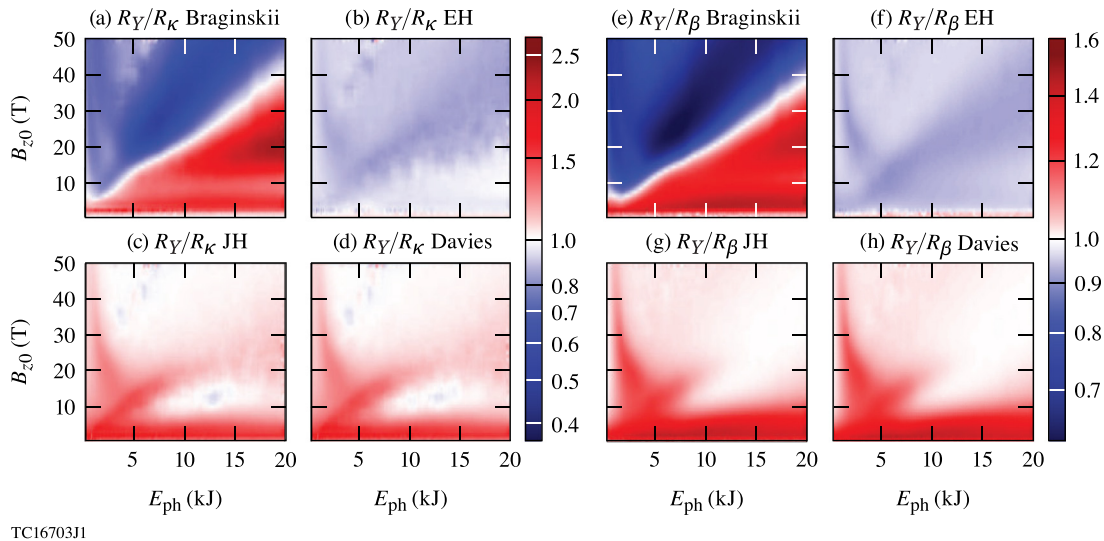 (a) R_Y/R_κ Braginskii
(b) R_Y/R_κ EH
(e) R_Y/R_β Braginskii
(f) R_Y/R_β EH
50
40
30
20
10
B_z0 (T)
2.5
2.0
1.5
1.0
0.8
0.7
0.6
0.5
0.4
1.6
1.4
1.2
1.0
0.9
0.8
0.7
(c) R_Y/R_κ JH
(d) R_Y/R_κ Davies
(g) R_Y/R_β JH
(h) R_Y/R_β Davies
50
40
30
20
10
B_z0 (T)
5 10 15 20
5 10 15 20
5 10 15 20
5 10 15 20
E_ph (kJ)
E_ph (kJ)
E_ph (kJ)
E_ph (kJ)
TC16703J1